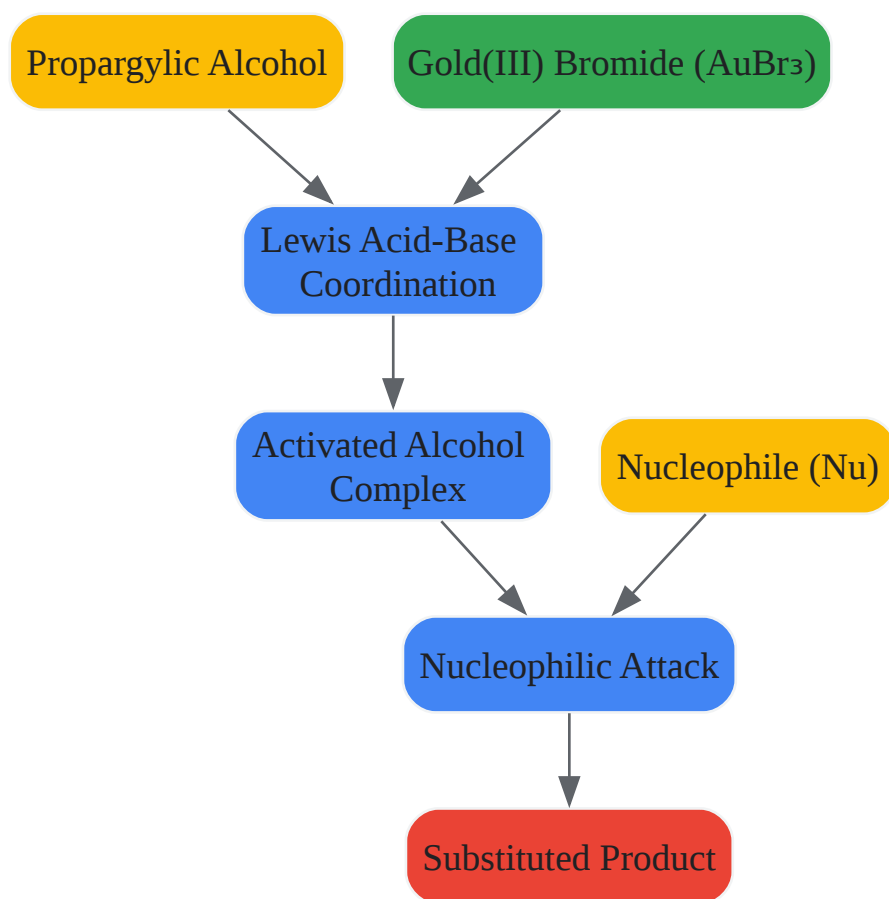 Propargylic Alcohol
Gold(III) Bromide (AuBr₃)
Lewis Acid-Base
Coordination
Activated Alcohol
Complex
Nucleophile (Nu)
Nucleophilic Attack
Substituted Product